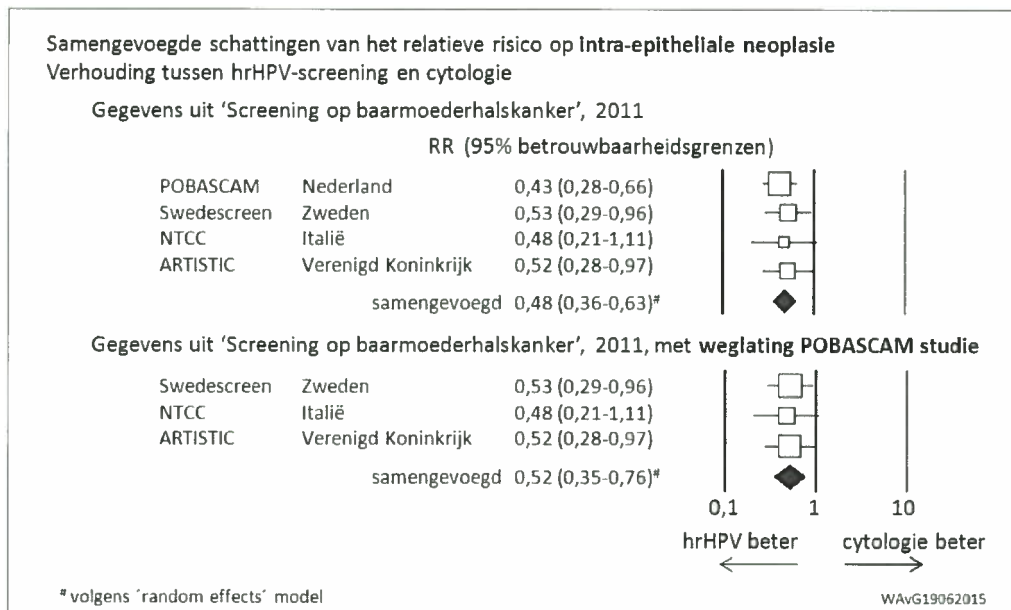 Samengevoegde schattingen van het relatieve risico op intra-epitheliale neoplasie
Verhouding tussen hrHPV-screening en cytologie
Gegevens uit 'Screening op baarmoederhalskanker', 2011
RR (95% betrouwbaarheidsgrenzen)
POBASCAM Nederland 0,43 (0,28-0,66)
Swedescreen Zweden 0,53 (0,29-0,96)
NTCC Italië 0,48 (0,21-1,11)
ARTISTIC Verenigd Koninkrijk 0,52 (0,28-0,97)
samengevoegd 0,48 (0,36-0,63)#
Gegevens uit 'Screening op baarmoederhalskanker', 2011, met weglating POBASCAM studie
Swedescreen Zweden 0,53 (0,29-0,96)
NTCC Italië 0,48 (0,21-1,11)
ARTISTIC Verenigd Koninkrijk 0,52 (0,28-0,97)
samengevoegd 0,52 (0,35-0,76)#
0,1 1 10
hrHPV beter cytologie beter
# volgens ´random effects´ model WAvG19062015